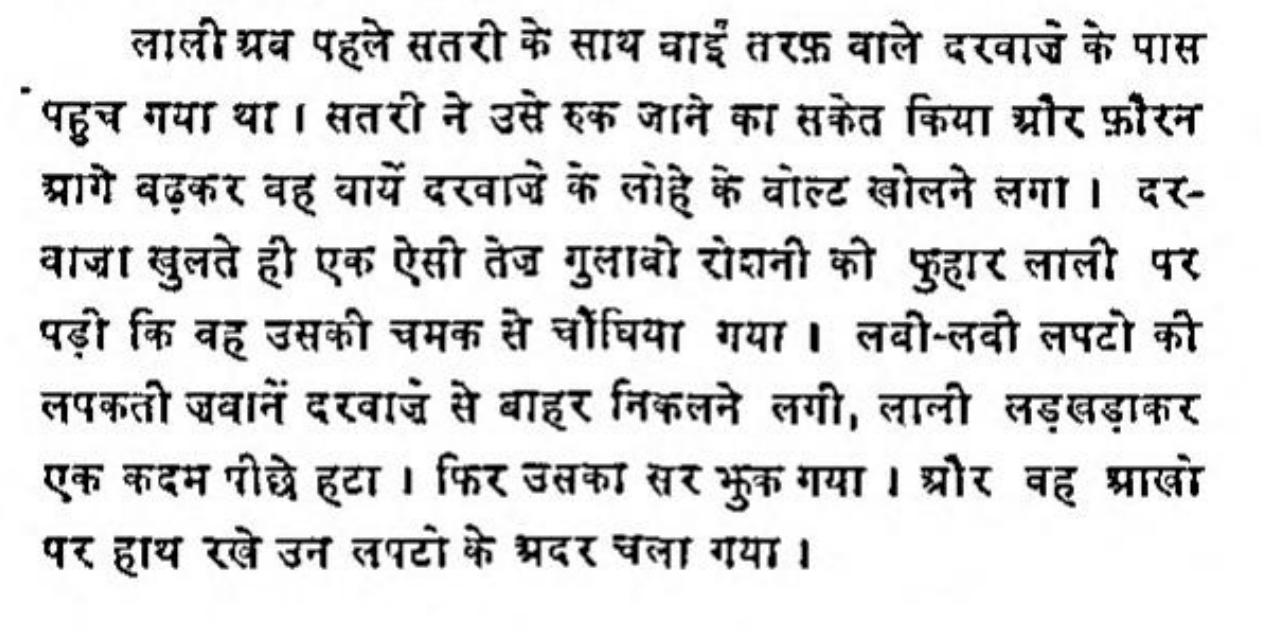 लाली अब पहले सतरी के साथ बाईं तरफ़ वाले दरवाज़े के पास
पहुच गया था । सतरी ने उसे रुक जाने का सकेत किया और फ़ौरन
आगे बढ़कर वह बायें दरवाज़े के लोहे के बोल्ट खोलने लगा । दर-
वाज़ा खुलते ही एक ऐसी तेज़ गुलाबी रोशनी की फुहार लाली पर
पड़ी कि वह उसकी चमक से चौंधिया गया । लबी-लबी लपटो की
लपकती ज़बानें दरवाज़े से बाहर निकलने लगी, लाली लड़खड़ाकर
एक कदम पीछे हटा । फिर उसका सर झुक गया । और वह आखो
पर हाथ रखे उन लपटो के अदर चला गया ।